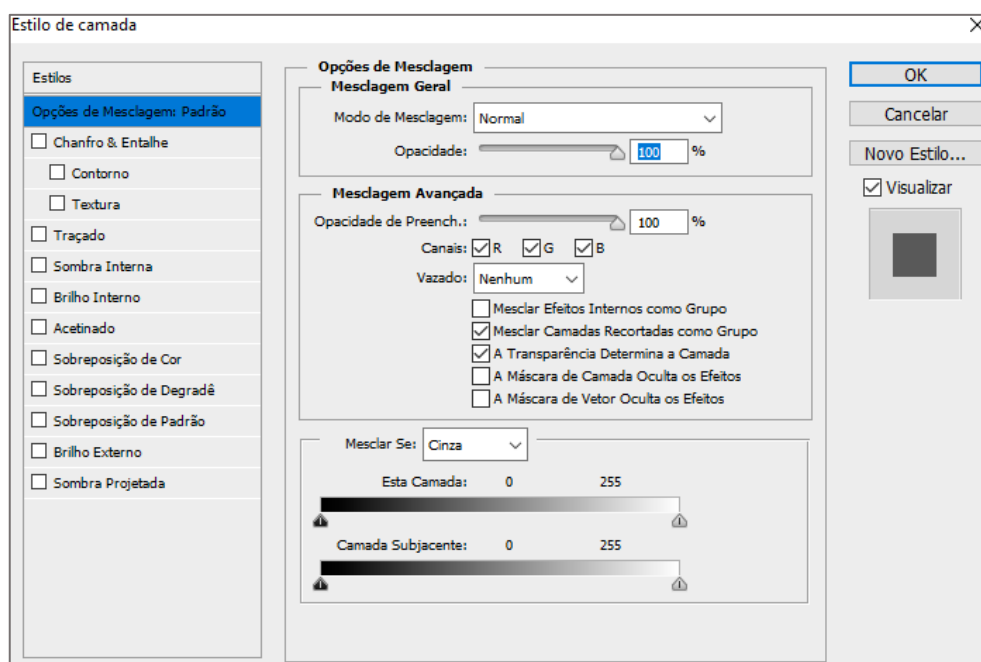 Estilo de camada
Estilos
Opções de Mesclagem: Padrão
Chanfro & Entalhe
Contorno
Textura
Traçado
Sombra Interna
Brilho Interno
Acetinado
Sobreposição de Cor
Sobreposição de Degradê
Sobreposição de Padrão
Brilho Externo
Sombra Projetada
Opções de Mesclagem
Mesclagem Geral
Modo de Mesclagem: Normal
Opacidade: 100 %
Mesclagem Avançada
Opacidade de Preench.: 100 %
Canais: R G B
Vazado: Nenhum
Mesclar Efeitos Internos como Grupo
Mesclar Camadas Recortadas como Grupo
A Transparência Determina a Camada
A Máscara de Camada Oculta os Efeitos
A Máscara de Vetor Oculta os Efeitos
Mesclar Se: Cinza
Esta Camada: 0 255
Camada Subjacente: 0 255
OK
Cancelar
Novo Estilo...
Visualizar